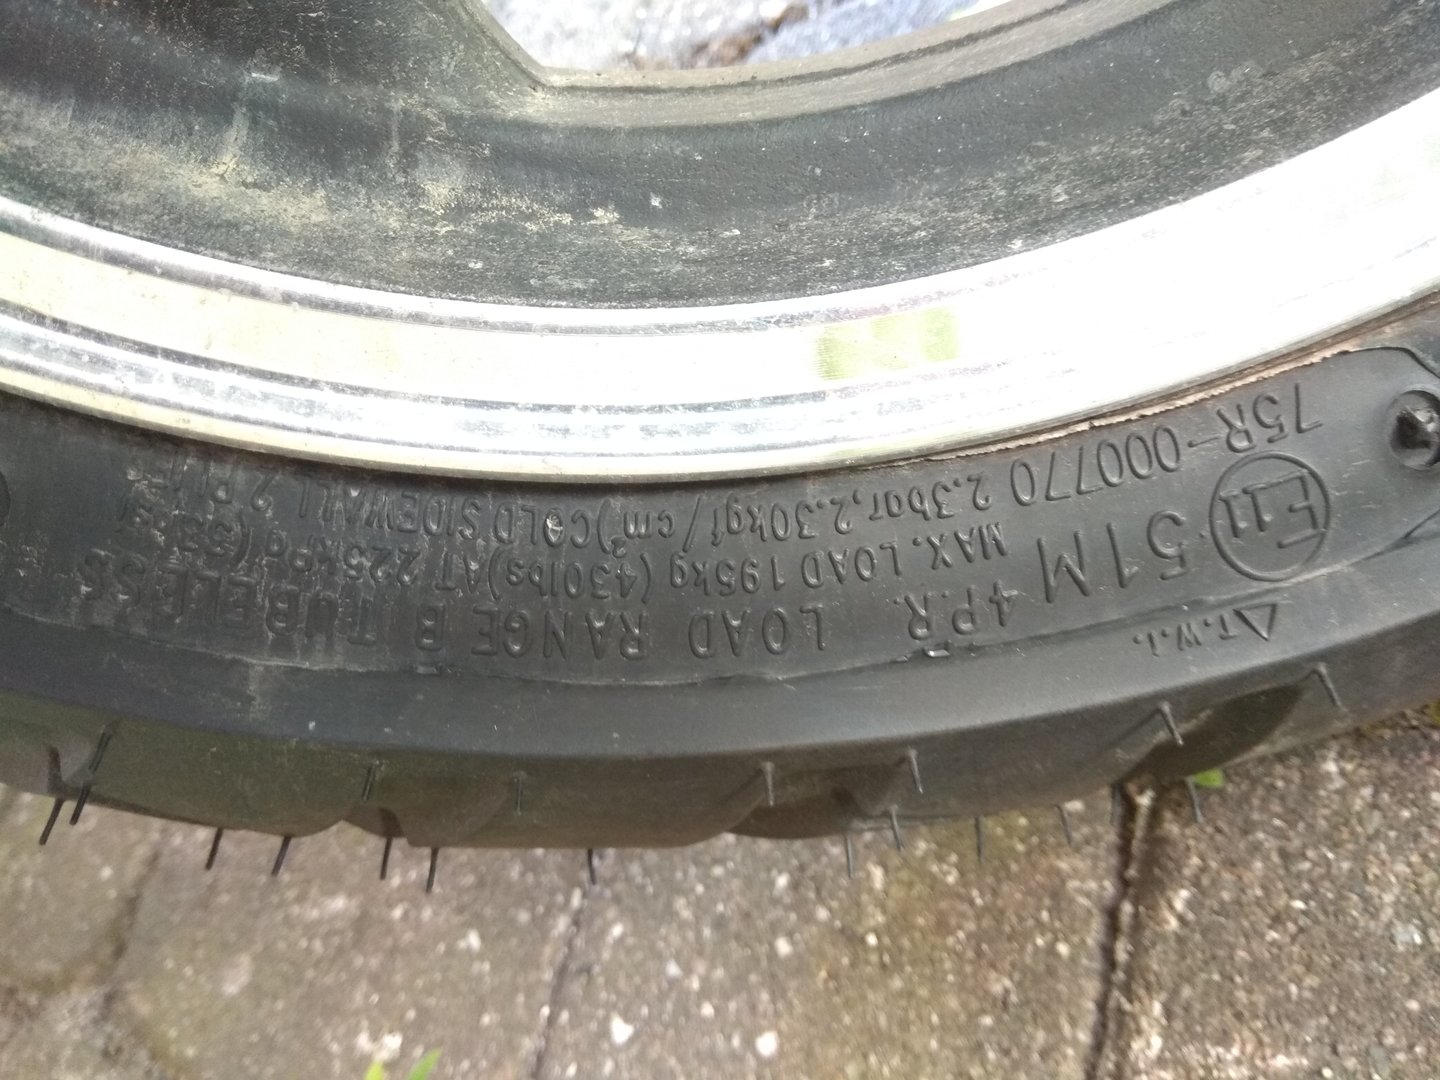 △T.W.I.
E11 51M 4P.R. LOAD RANGE B TUBELESS
MAX. LOAD 195kg (430lbs) AT 225kPa
75R-000770 2.3bar, 2.30kgf/cm²) COLD SIDEWALL 2